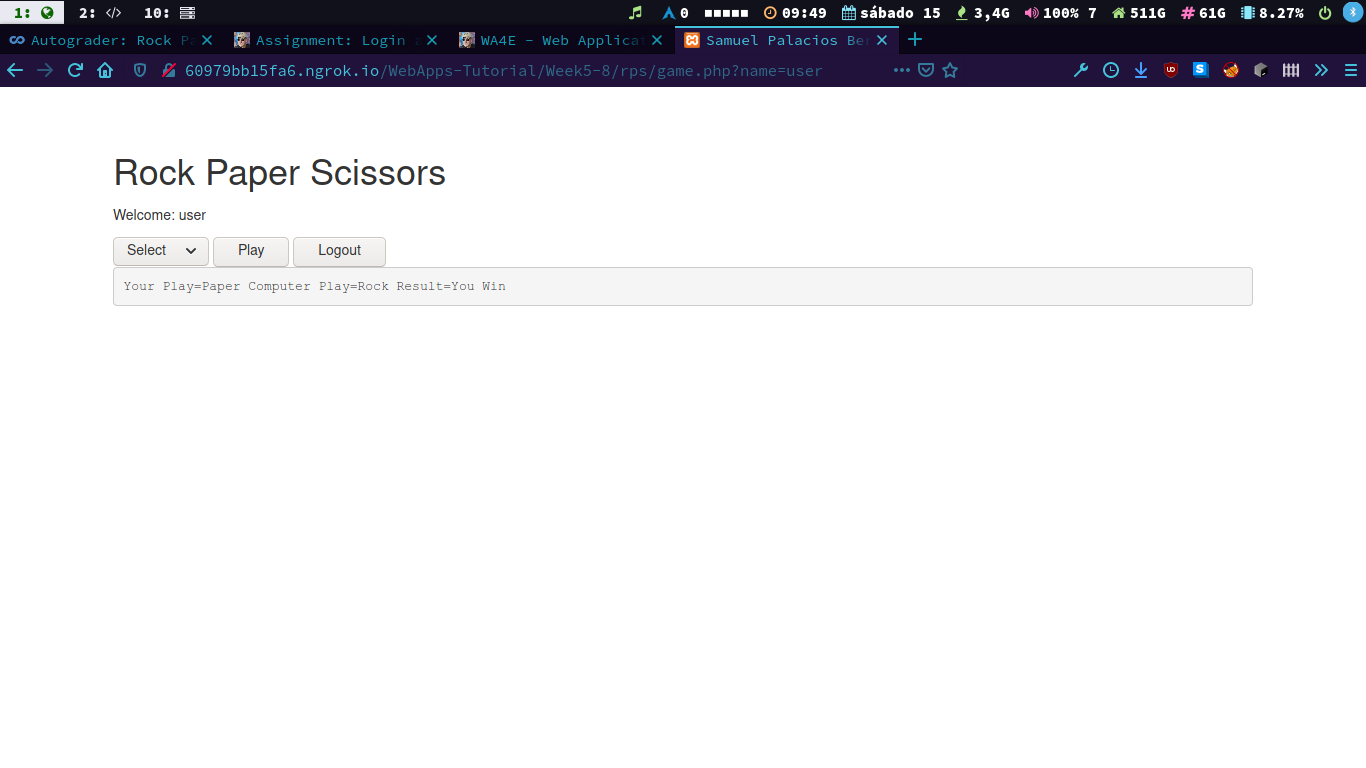 1: 2: </> 10: 0 09:49 sábado 15 3,4G 100% 7 511G 61G 8.27%
Autograder: Rock Pa Assignment: Login WA4E - Web Applicat Samuel Palacios Ber
60979bb15fa6.ngrok.io/WebApps-Tutorial/Week5-8/rps/game.php?name=user
Rock Paper Scissors
Welcome: user
Select Play Logout
Your Play=Paper Computer Play=Rock Result=You Win